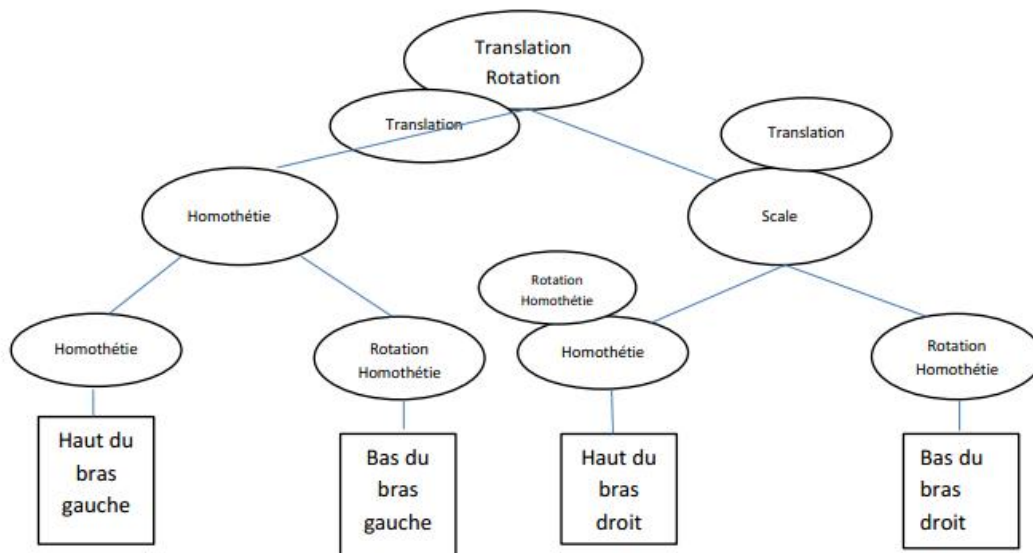 Translation
Rotation
Translation
Translation
Homothétie
Scale
Rotation
Homothétie
Homothétie
Rotation
Homothétie
Homothétie
Rotation
Homothétie
Haut du
bras
gauche
Bas du
bras
gauche
Haut du
bras
droit
Bas du
bras
droit